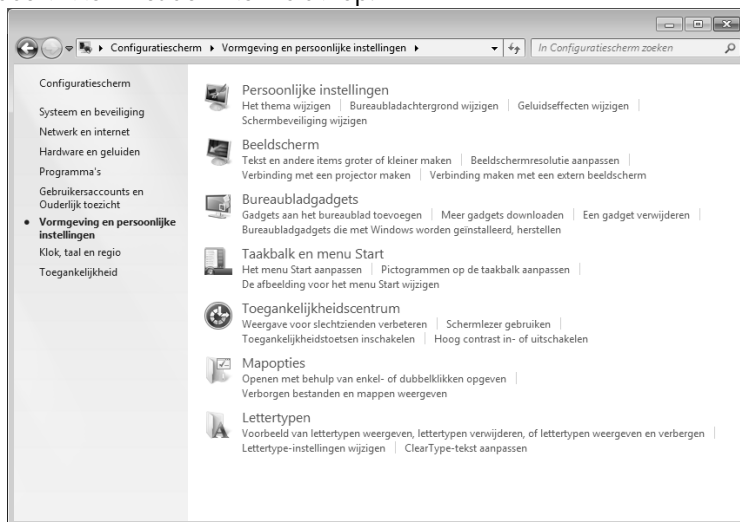 Configuratiescherm ▸ Vormgeving en persoonlijke instellingen ▸
In Configuratiescherm zoeken
Configuratiescherm
Systeem en beveiliging
Netwerk en internet
Hardware en geluiden
Programma's
Gebruikersaccounts en
Ouderlijk toezicht
Vormgeving en persoonlijke
instellingen
Klok, taal en regio
Toegankelijkheid
Persoonlijke instellingen
Het thema wijzigen | Bureaubladachtergrond wijzigen | Geluidseffecten wijzigen |
Schermbeveiliging wijzigen
Beeldscherm
Tekst en andere items groter of kleiner maken | Beeldschermresolutie aanpassen |
Verbinding met een projector maken | Verbinding maken met een extern beeldscherm
Bureaubladgadgets
Gadgets aan het bureaublad toevoegen | Meer gadgets downloaden | Een gadget verwijderen |
Bureaubladgadgets die met Windows worden geïnstalleerd, herstellen
Taakbalk en menu Start
Het menu Start aanpassen | Pictogrammen op de taakbalk aanpassen |
De afbeelding voor het menu Start wijzigen
Toegankelijkheidscentrum
Weergave voor slechtzienden verbeteren | Schermlezer gebruiken |
Toegankelijkheidstoetsen inschakelen | Hoog contrast in- of uitschakelen
Mapopties
Openen met behulp van enkel- of dubbelklikken opgeven |
Verborgen bestanden en mappen weergeven
Lettertypen
Voorbeeld van lettertypen weergeven, lettertypen verwijderen, of lettertypen weergeven en verbergen |
Lettertype-instellingen wijzigen | ClearType-tekst aanpassen